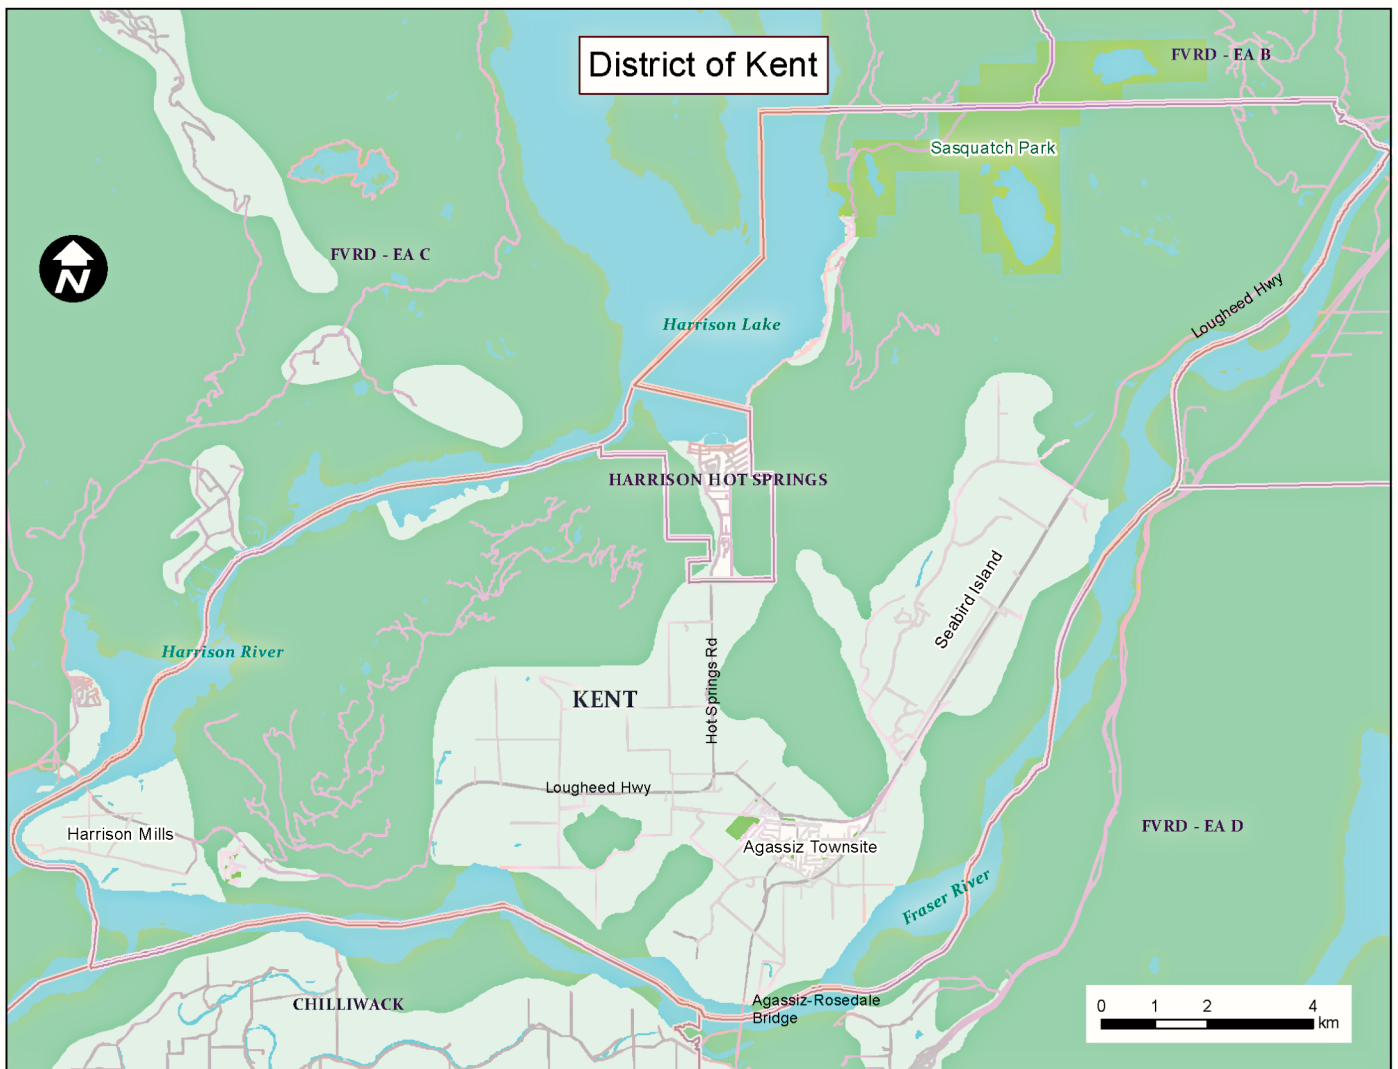 District of Kent
FVRD - EA B
Sasquatch Park
FVRD - EA C
N
Lougheed Hwy
Harrison Lake
HARRISON HOT SPRINGS
Seabird Island
Harrison River
KENT
Hot Springs Rd
Lougheed Hwy
Harrison Mills
Agassiz Townsite
FVRD - EA D
Fraser River
CHILLIWACK
Agassiz-Rosedale
Bridge
0 1 2 4
km